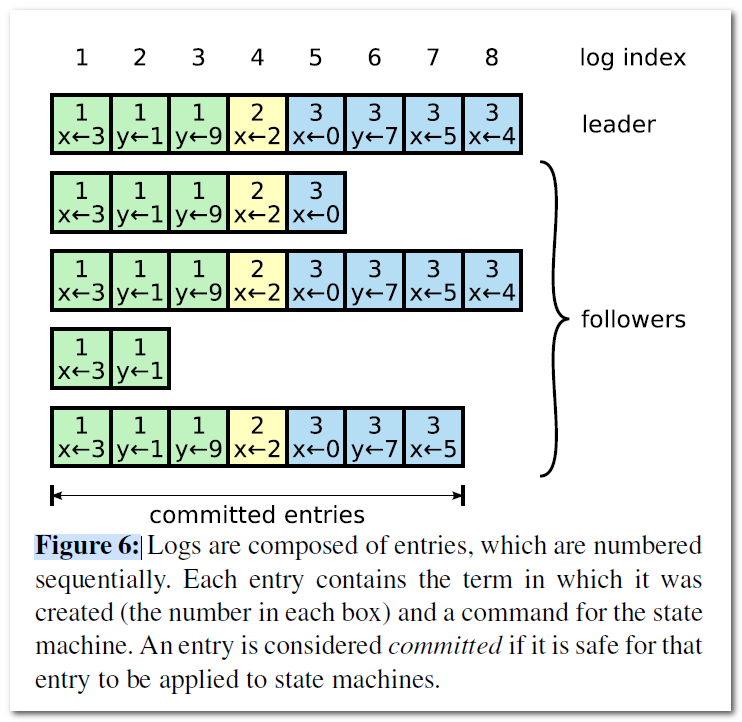 1 2 3 4 5 6 7 8 log index
1 1 1 2 3 3 3 3
x←3 y←1 y←9 x←2 x←0 y←7 x←5 x←4
leader
1 1 1 2 3
x←3 y←1 y←9 x←2 x←0
1 1 1 2 3 3 3 3
x←3 y←1 y←9 x←2 x←0 y←7 x←5 x←4
followers
1 1
x←3 y←1
1 1 1 2 3 3 3
x←3 y←1 y←9 x←2 x←0 y←7 x←5
committed entries
Figure 6: Logs are composed of entries, which are numbered
sequentially. Each entry contains the term in which it was
created (the number in each box) and a command for the state
machine. An entry is considered committed if it is safe for that
entry to be applied to state machines.